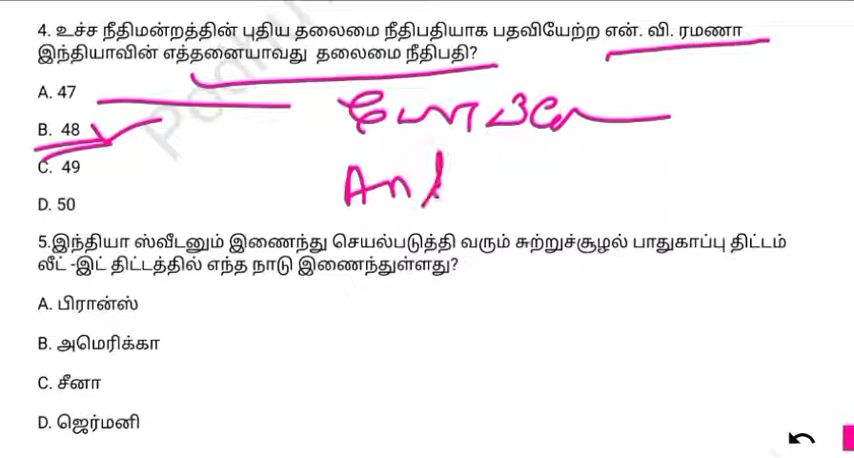 4. உச்ச நீதிமன்றத்தின் புதிய தலைமை நீதிபதியாக பதவியேற்ற என். வி. ரமணா
இந்தியாவின் எத்தனையாவது தலைமை நீதிபதி?
A. 47
B. 48
C. 49
D. 50
5.இந்தியா ஸ்வீடனும் இணைந்து செயல்படுத்தி வரும் சுற்றுச்சூழல் பாதுகாப்பு திட்டம்
லீட் -இட் திட்டத்தில் எந்த நாடு இணைந்துள்ளது?
A. பிரான்ஸ்
B. அமெரிக்கா
C. சீனா
D. ஜெர்மனி